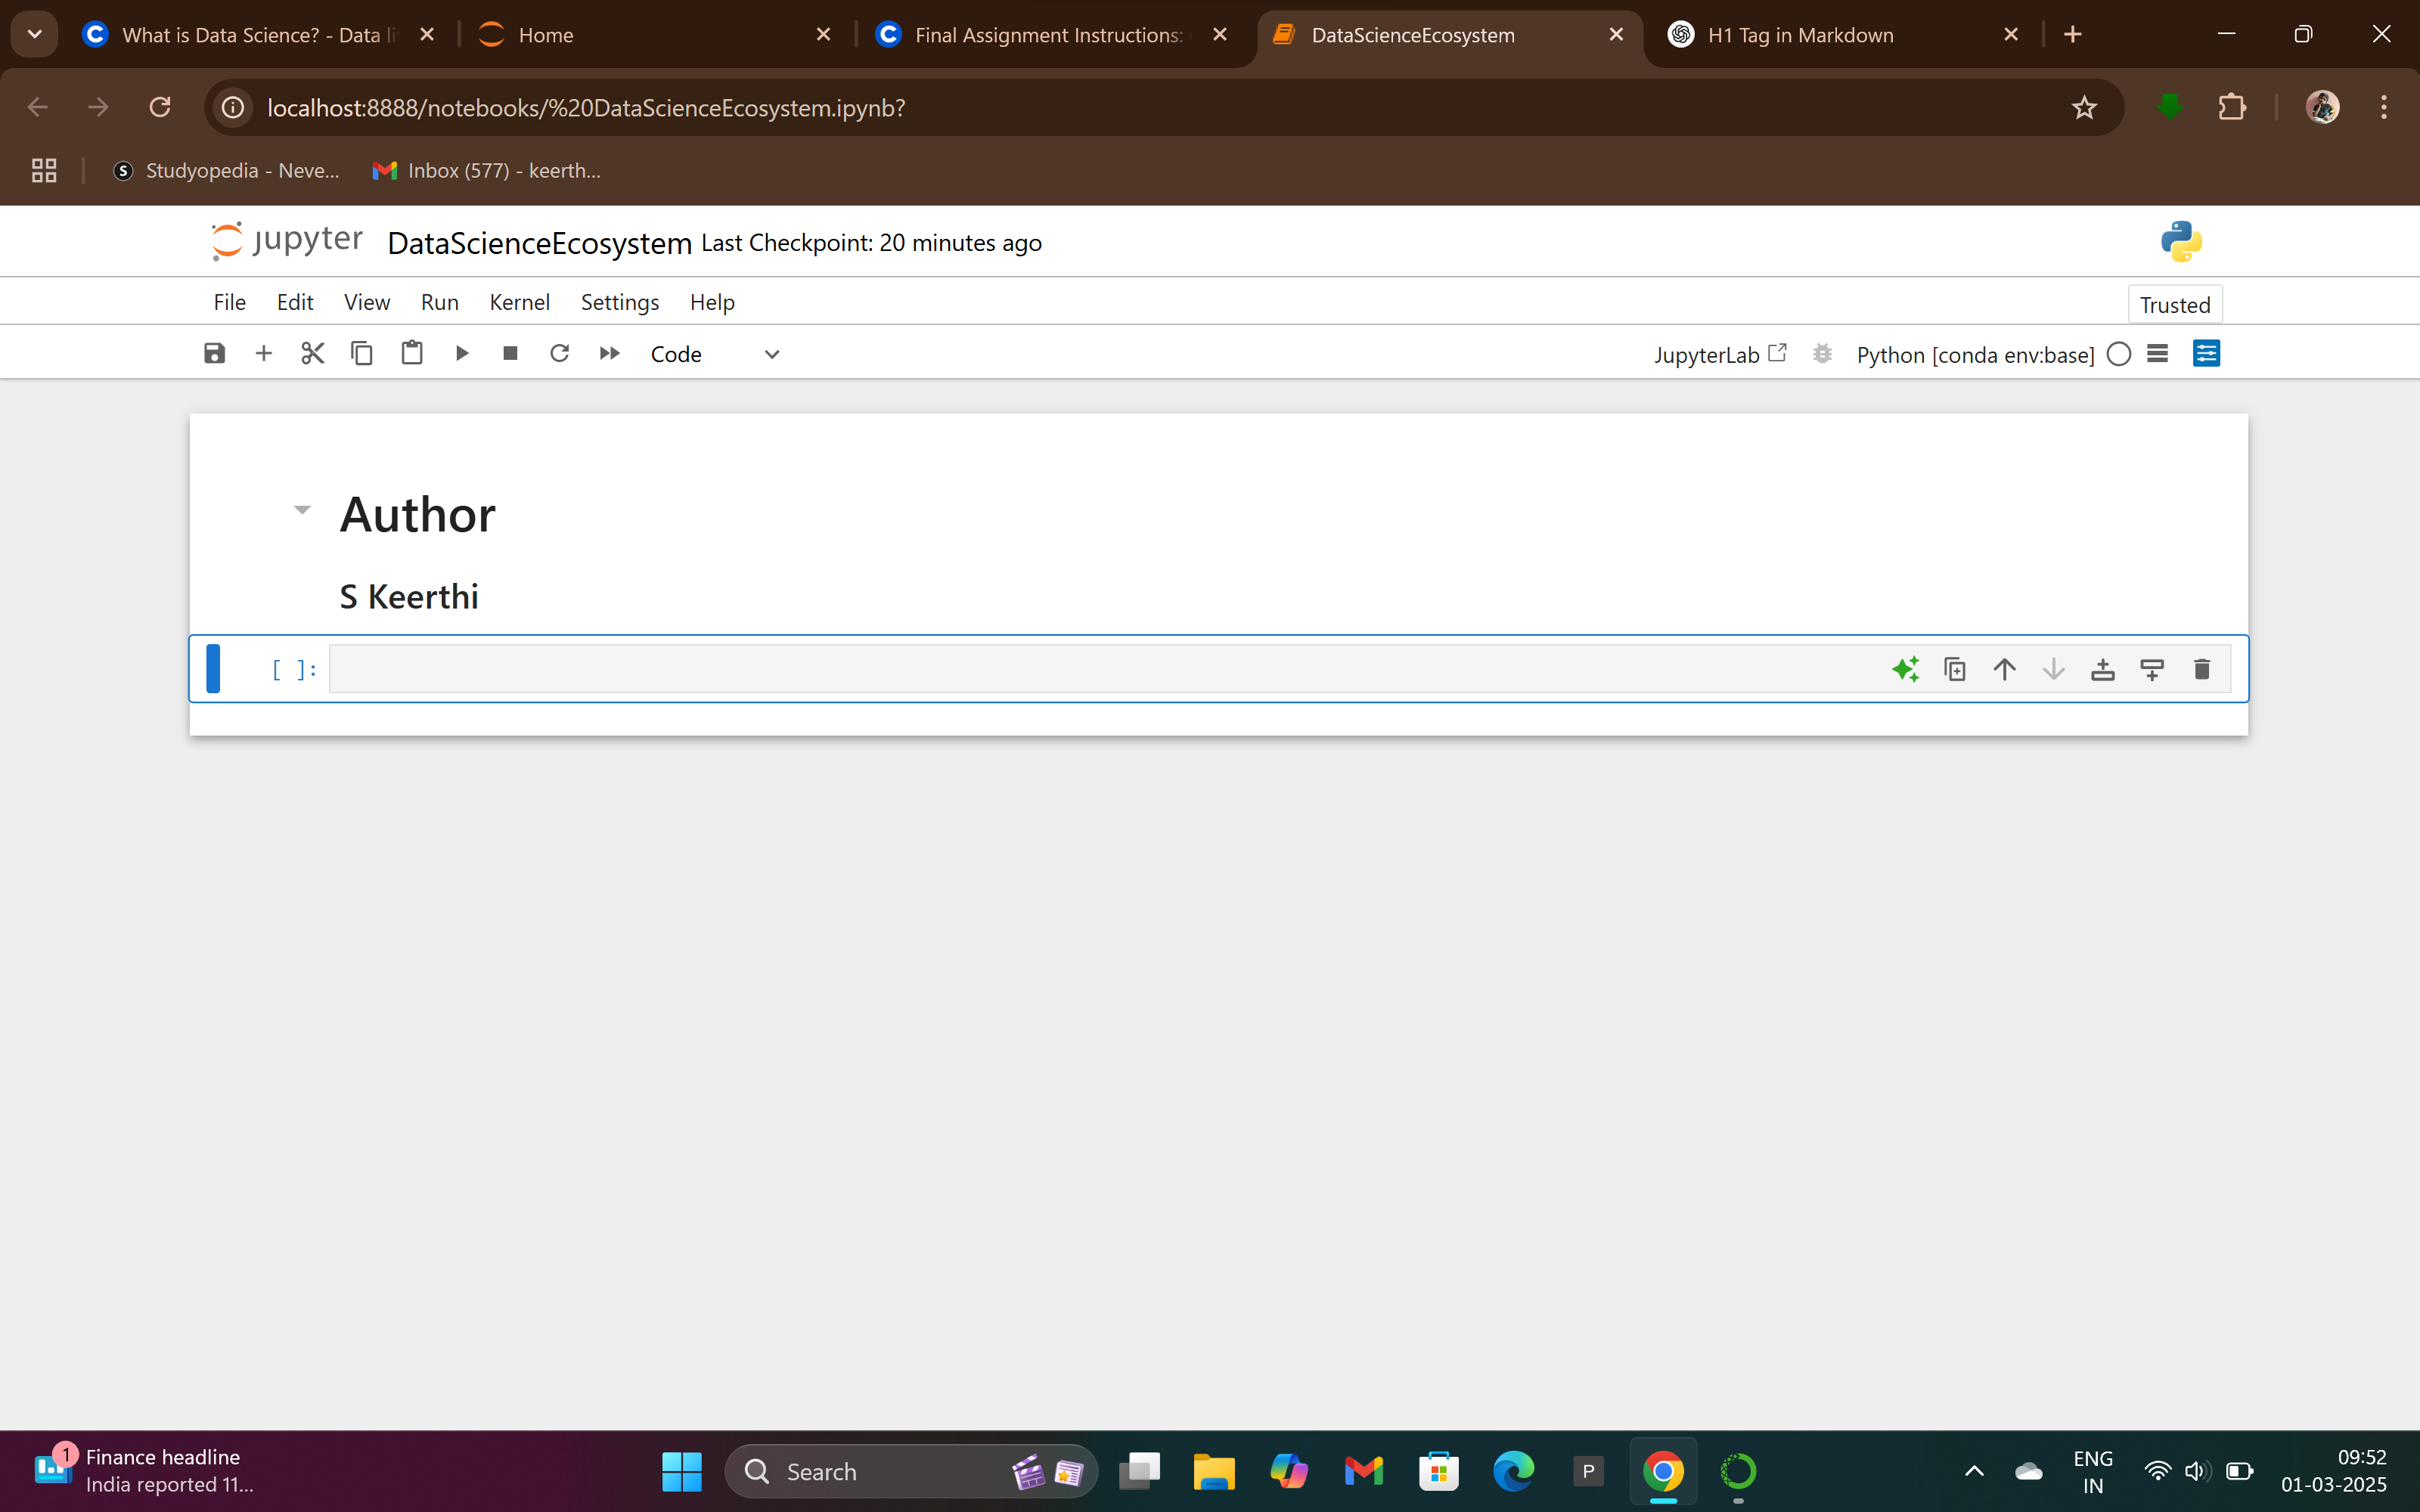 What is Data Science? - Data li
Home
Final Assignment Instructions:
DataScienceEcosystem
H1 Tag in Markdown
localhost:8888/notebooks/%20DataScienceEcosystem.ipynb?
Studyopedia - Neve...
Inbox (577) - keerth...
jupyter DataScienceEcosystem Last Checkpoint: 20 minutes ago
File Edit View Run Kernel Settings Help
Trusted
Code
JupyterLab
Python [conda env:base]
Author
S Keerthi
[ ]:
1
Finance headline
India reported 11...
Search
P
ENG
IN
09:52
01-03-2025